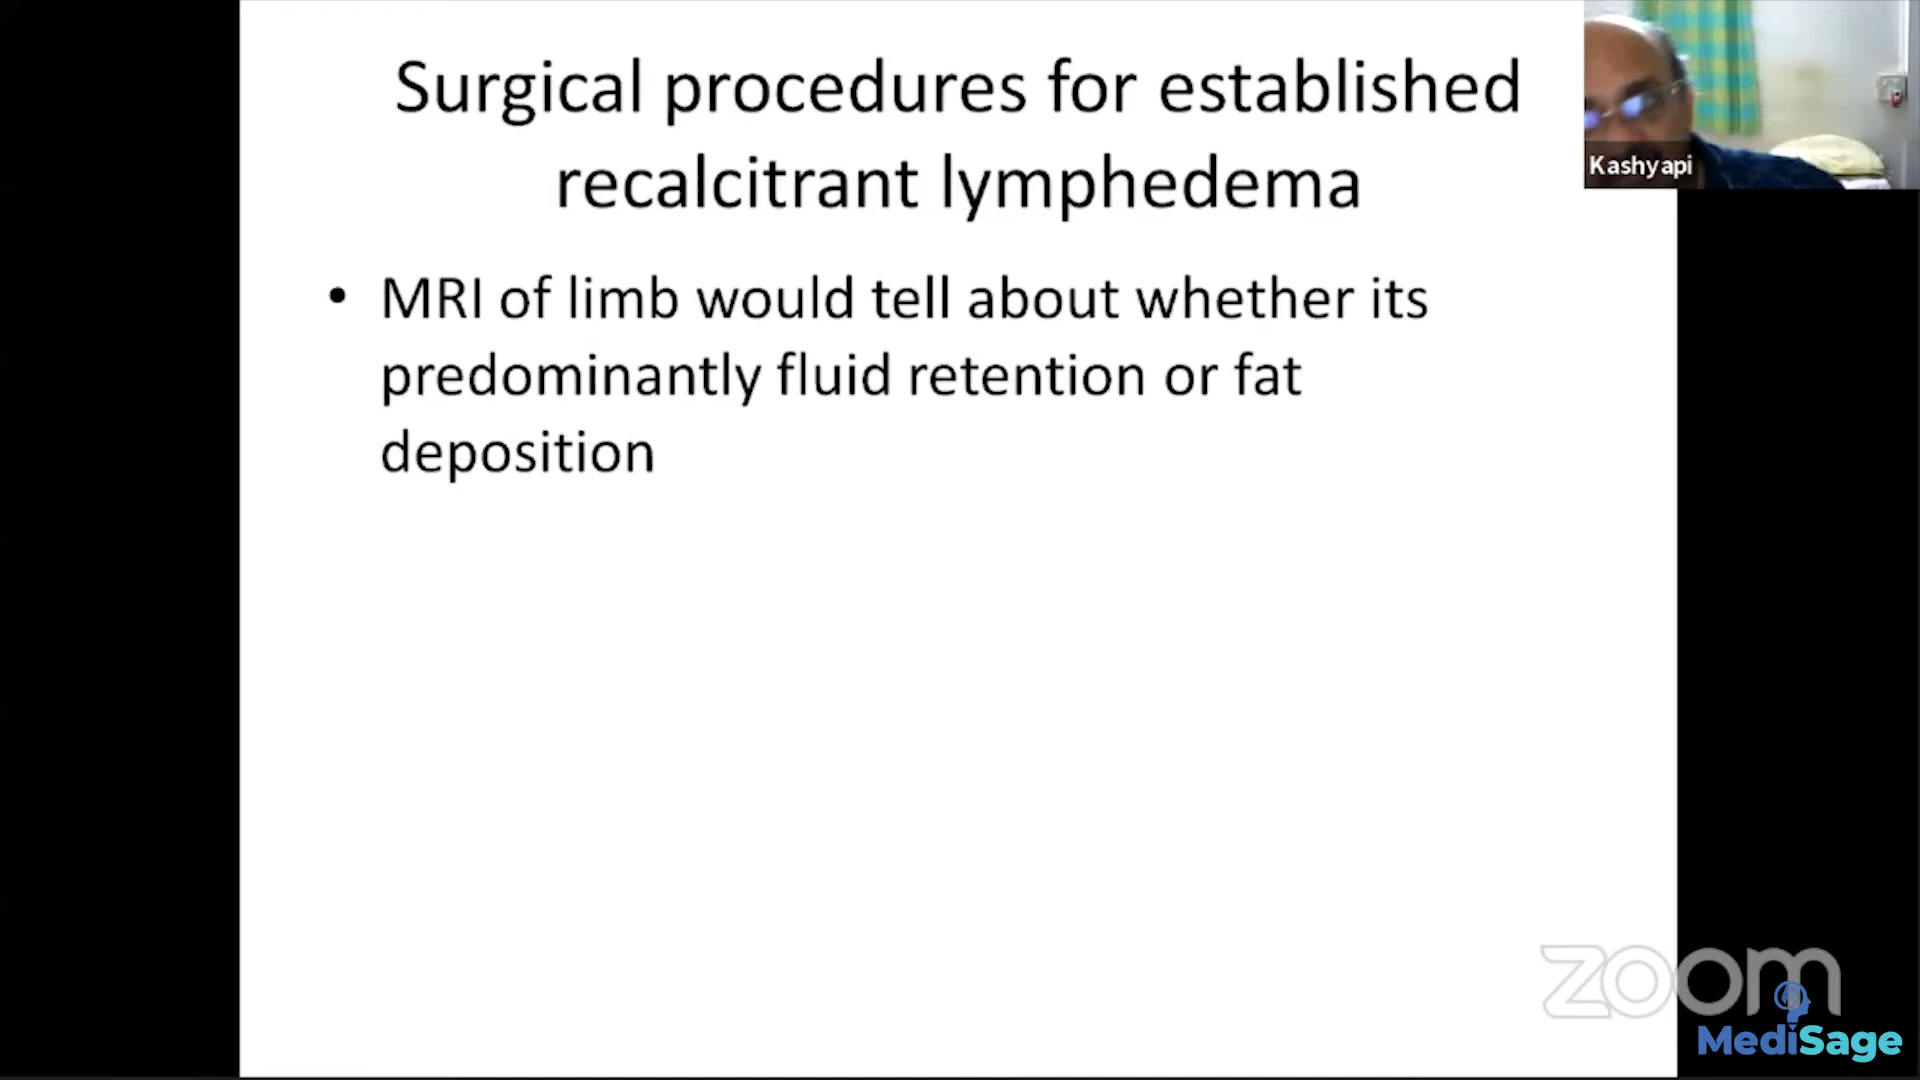 Surgical procedures for established
recalcitrant lymphedema
• MRI of limb would tell about whether its
predominantly fluid retention or fat
deposition
Kashyapi
zoom
MediSage